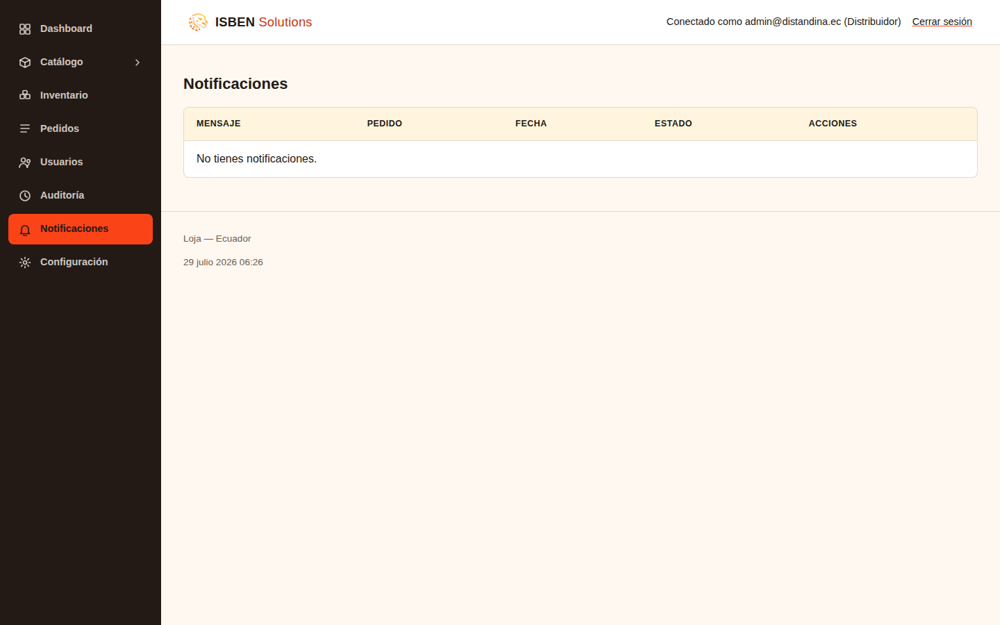 Dashboard
Catálogo
Inventario
Pedidos
Usuarios
Auditoría
Notificaciones
Configuración
ISBEN Solutions
Conectado como admin@distandina.ec (Distribuidor) Cerrar sesión
Notificaciones
MENSAJE PEDIDO FECHA ESTADO ACCIONES
No tienes notificaciones.
Loja — Ecuador
29 julio 2026 06:26